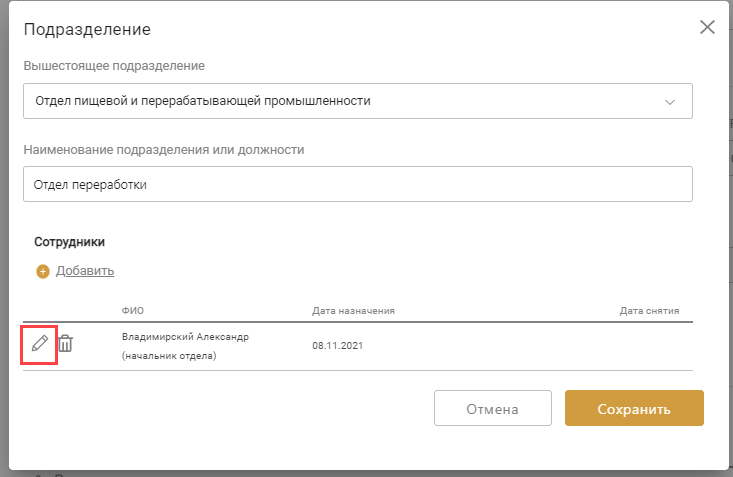 Подразделение
Вышестоящее подразделение
Отдел пищевой и перерабатывающей промышленности
Наименование подразделения или должности
Отдел переработки
Сотрудники
Добавить
ФИО Дата назначения Дата снятия
Владимирский Александр
(начальник отдела) 08.11.2021
Отмена Сохранить